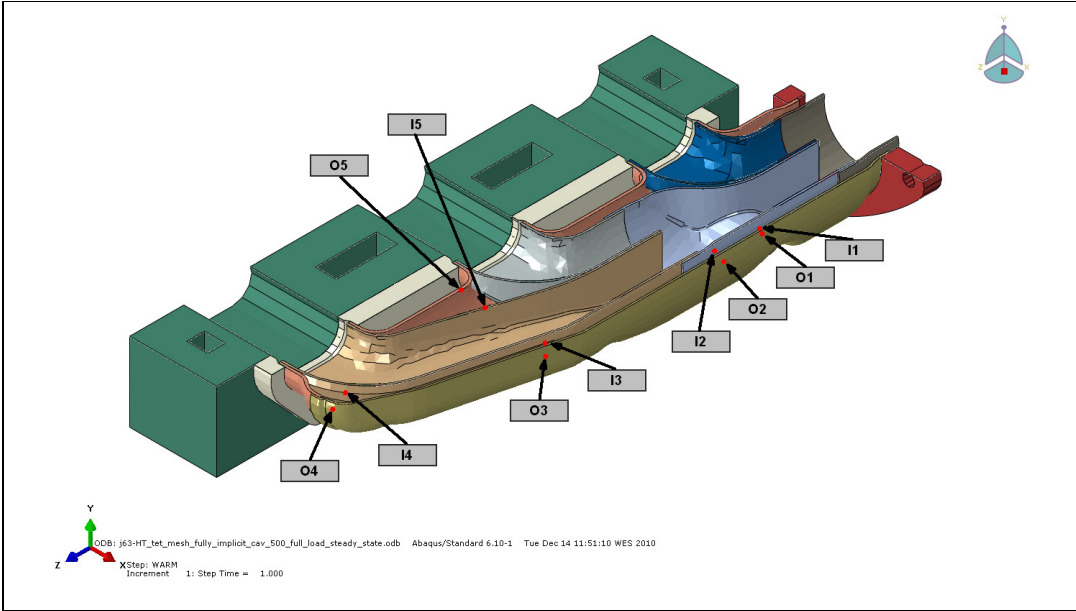 Y
Z
X
I5
O5
I1
O1
O2
I2
I3
O3
I4
O4
Y
Z
X
ODB: j63-HT_tet_mesh_fully_implicit_cav_500_full_load_steady_state.odb Abaqus/Standard 6.10-1 Tue Dec 14 11:51:10 WES 2010
Step: WARM
Increment 1: Step Time = 1.000